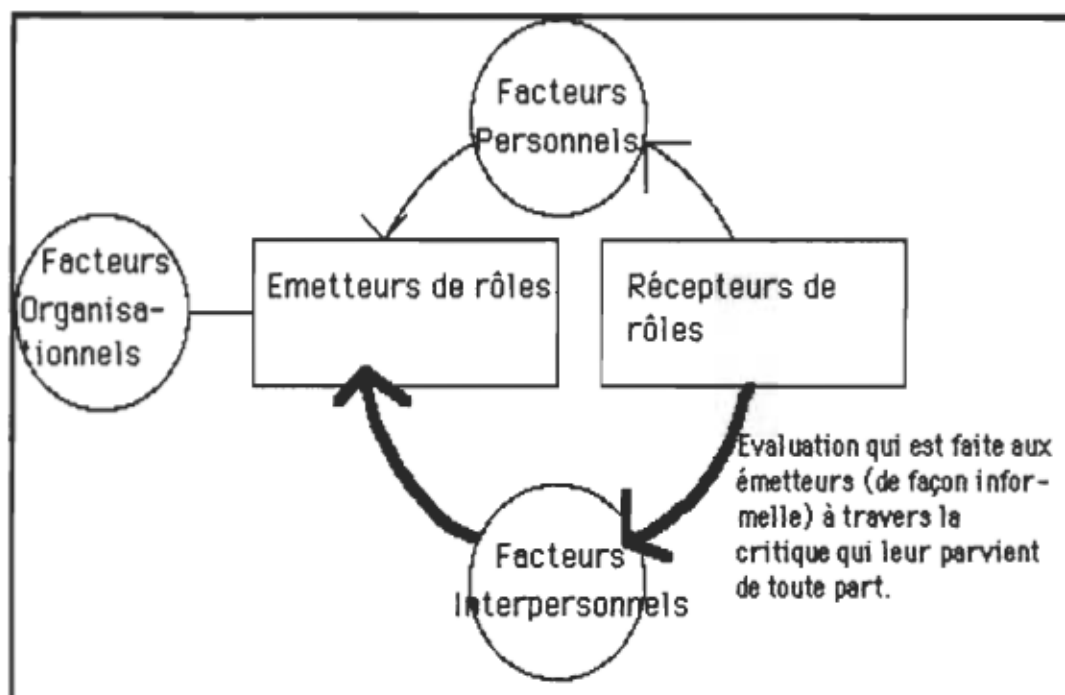 Facteurs
Personnels
Facteurs
Organisa-
tionnels
Emetteurs de rôles
Récepteurs de
rôles
Evaluation qui est faite aux
émetteurs (de façon infor-
melle) à travers la
critique qui leur parvient
de toute part.
Facteurs
Interpersonnels